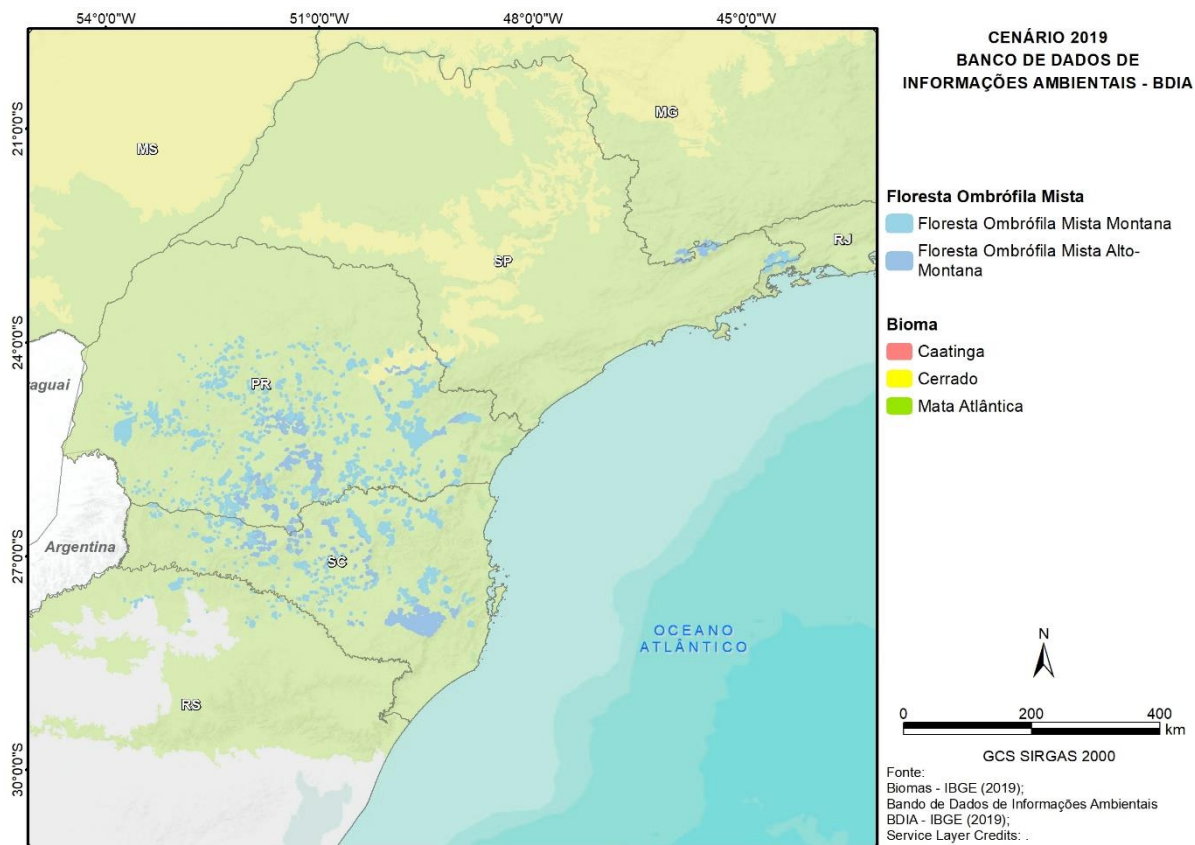 54°0'0"W
51°0'0"W
48°0'0"W
45°0'0"W
21°0'0"S
24°0'0"S
27°0'0"S
30°0'0"S
MS
MG
SP
RJ
PR
aguai
Argentina
SC
RS
OCEANO
ATLÂNTICO
CENÁRIO 2019
BANCO DE DADOS DE
INFORMAÇÕES AMBIENTAIS - BDIA
Floresta Ombrófila Mista
Floresta Ombrófila Mista Montana
Floresta Ombrófila Mista Alto-
Montana
Bioma
Caatinga
Cerrado
Mata Atlântica
N
0 200 400
km
GCS SIRGAS 2000
Fonte:
Biomas - IBGE (2019);
Bando de Dados de Informações Ambientais
BDIA - IBGE (2019);
Service Layer Credits: .